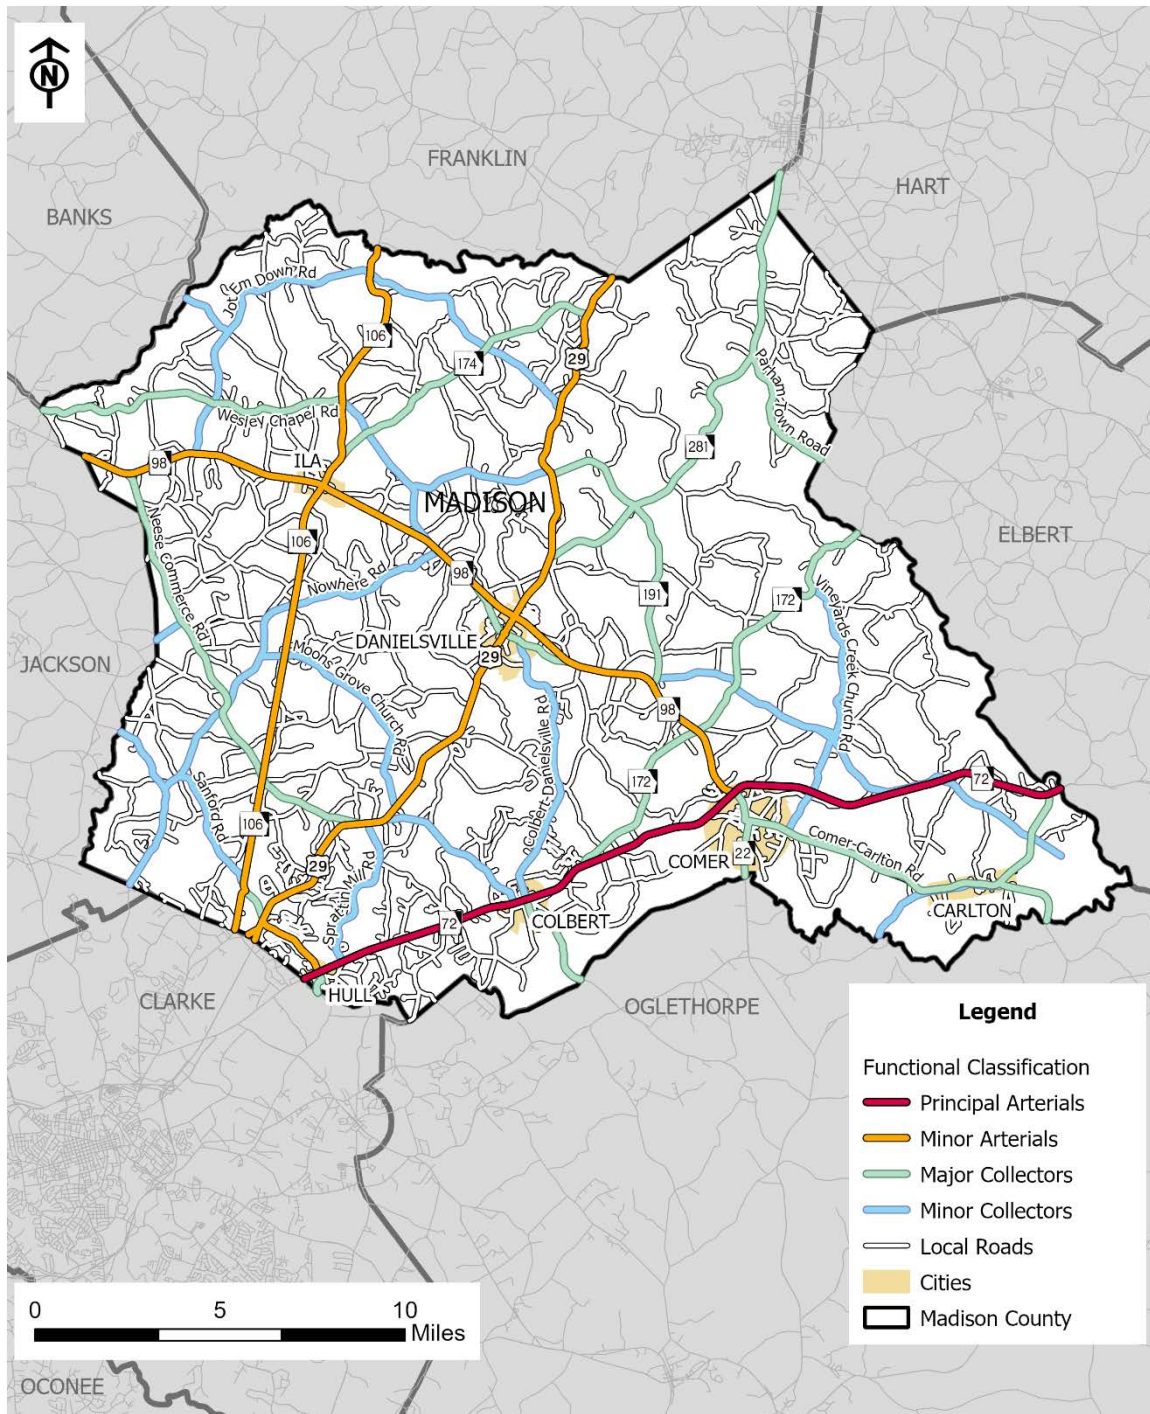 N
FRANKLIN
HART
BANKS
Jot Em Down Rd
106
29
174
Parham Town Road
Wesley Chapel Rd
281
ILA
98
MADISON
ELBERT
Neese Commerce Rd
106
98
Nowhere Rd
191
172
Vineyards Creek Church Rd
DANIELSVILLE
JACKSON
Moons Grove Church Rd
29
98
Colbert-Danielsville Rd
172
72
Sanford Rd
106
Comer-Carlton Rd
22
COMER
29
Spratlin Mill Rd
CARLTON
72
COLBERT
HULL
CLARKE
OGLETHORPE
Legend
Functional Classification
Principal Arterials
Minor Arterials
Major Collectors
Minor Collectors
Local Roads
Cities
Madison County
0 5 10
Miles
OCONEE